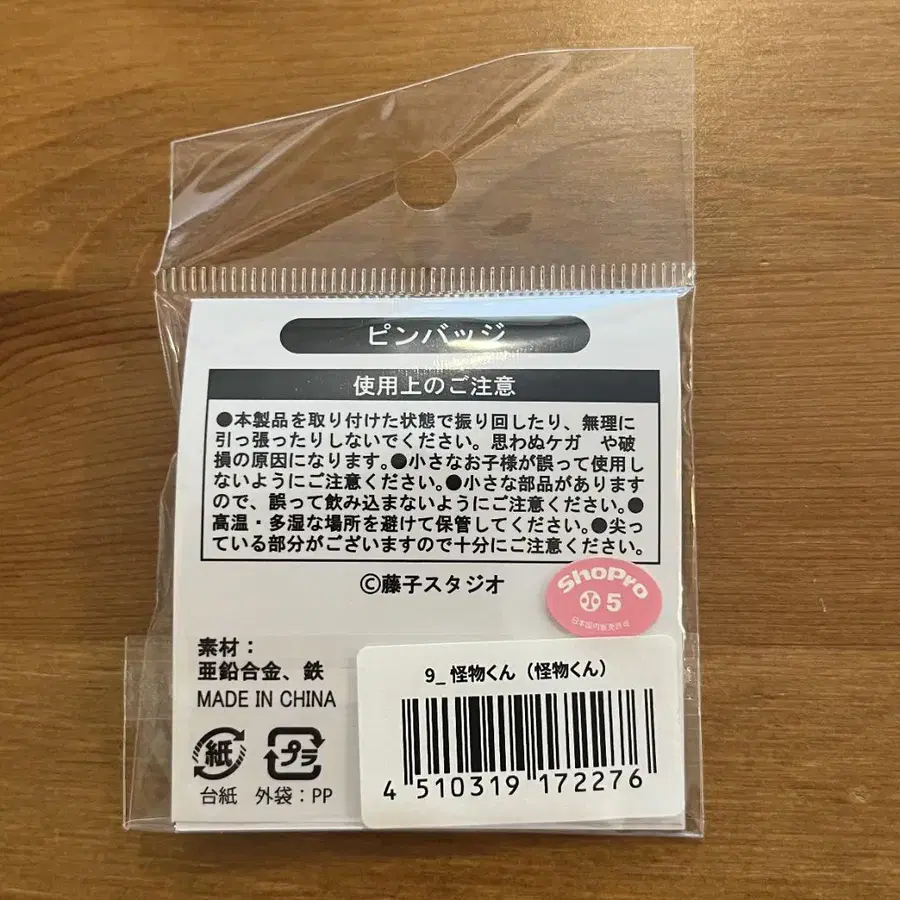 ピンバッジ
使用上のご注意
●本製品を取り付けた状態で振り回したり、無理に
引っ張ったりしないでください。思わぬケガ　や破
損の原因になります。●小さなお子様が誤って使用し
ないようにご注意ください。●小さな部品があります
ので、誤って飲み込まないようにご注意ください。●
高温・多湿な場所を避けて保管してください。●尖っ
ている部分がございますので十分にご注意ください。
©藤子スタジオ
ShoPro
5
日本国内販売許諾
素材：
亜鉛合金、鉄
MADE IN CHINA
紙 プラ
台紙 外袋：PP
9_ 怪物くん（怪物くん）
4 510319 172276